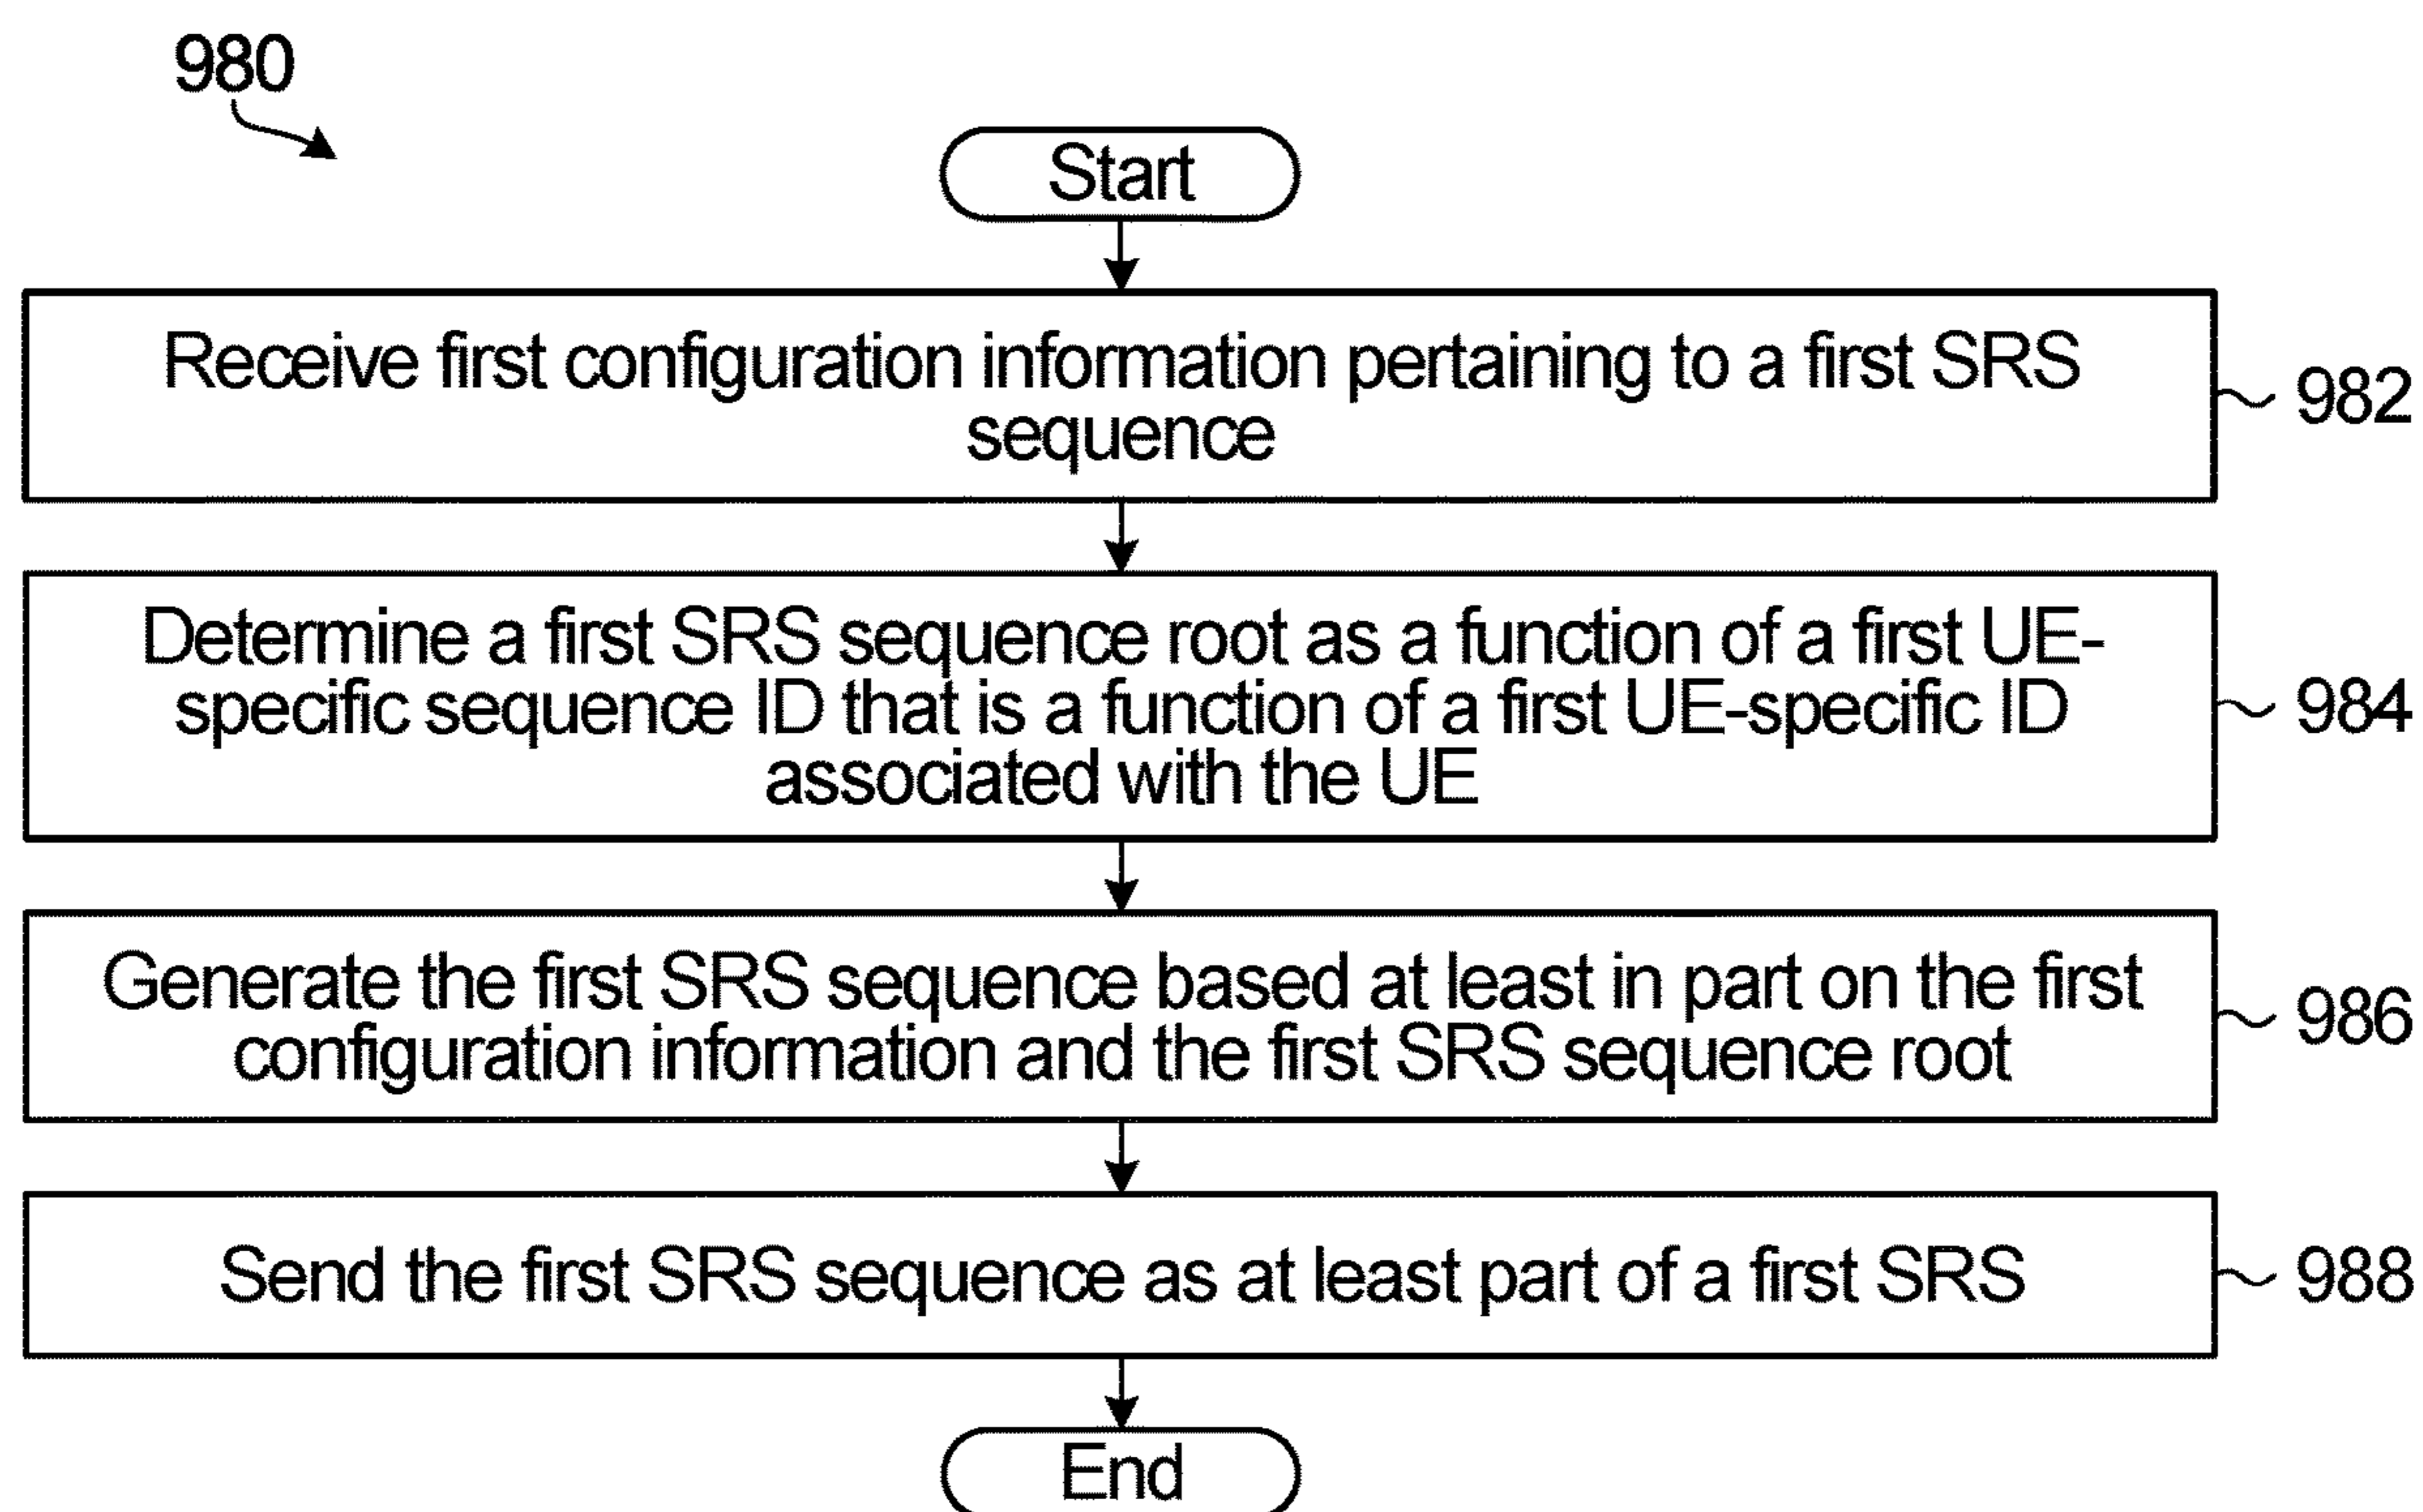 980
Start
Receive first configuration information pertaining to a first SRS
sequence
982
Determine a first SRS sequence root as a function of a first UE-
specific sequence ID that is a function of a first UE-specific ID
associated with the UE
984
Generate the first SRS sequence based at least in part on the first
configuration information and the first SRS sequence root
986
Send the first SRS sequence as at least part of a first SRS
988
End